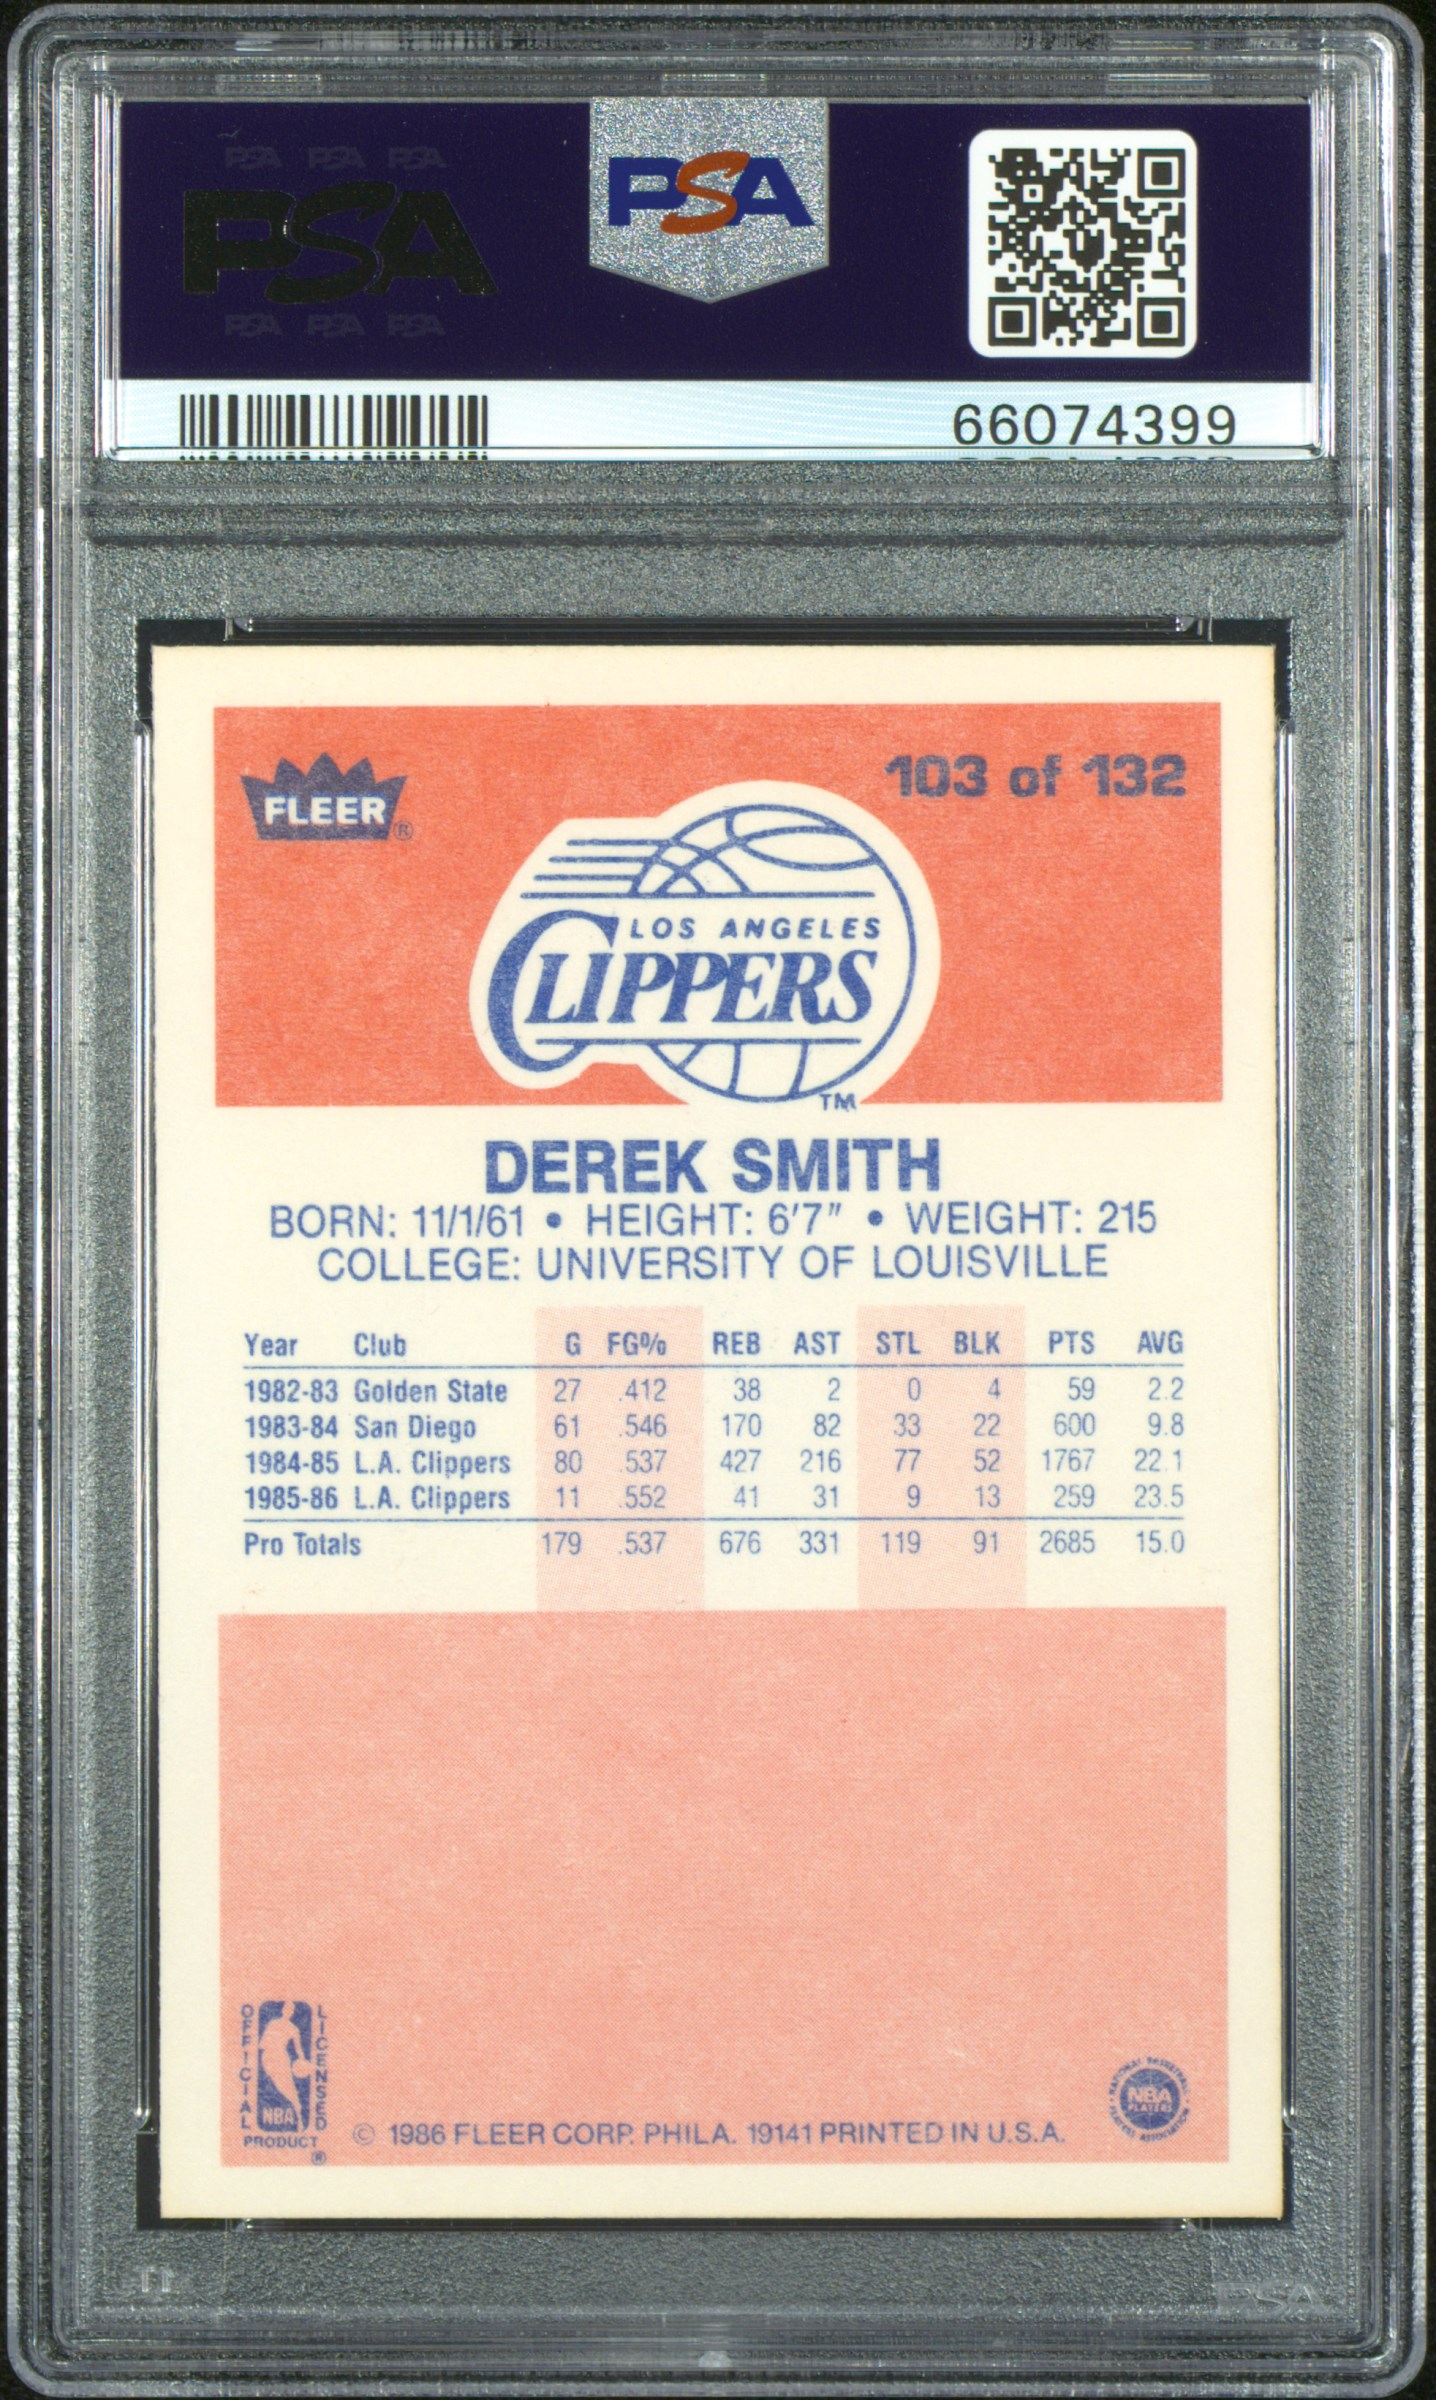 PSA PSA PSA
PSA
PSA PSA PSA
PSA
66074399
FLEER®
103 of 132
LOS ANGELES
CLIPPERS
TM
DEREK SMITH
BORN: 11/1/61 • HEIGHT: 6'7" • WEIGHT: 215
COLLEGE: UNIVERSITY OF LOUISVILLE
Year Club G FG% REB AST STL BLK PTS AVG
1982-83 Golden State 27 .412 38 2 0 4 59 2.2
1983-84 San Diego 61 .546 170 82 33 22 600 9.8
1984-85 L.A. Clippers 80 .537 427 216 77 52 1767 22.1
1985-86 L.A. Clippers 11 .552 41 31 9 13 259 23.5
Pro Totals 179 .537 676 331 119 91 2685 15.0
OFFICIAL
LICENSED
NBA
PRODUCT
®
© 1986 FLEER CORP. PHILA. 19141 PRINTED IN U.S.A.
NATIONAL BASKETBALL
NBA
PLAYERS
PLAYERS ASSOCIATION
PSA